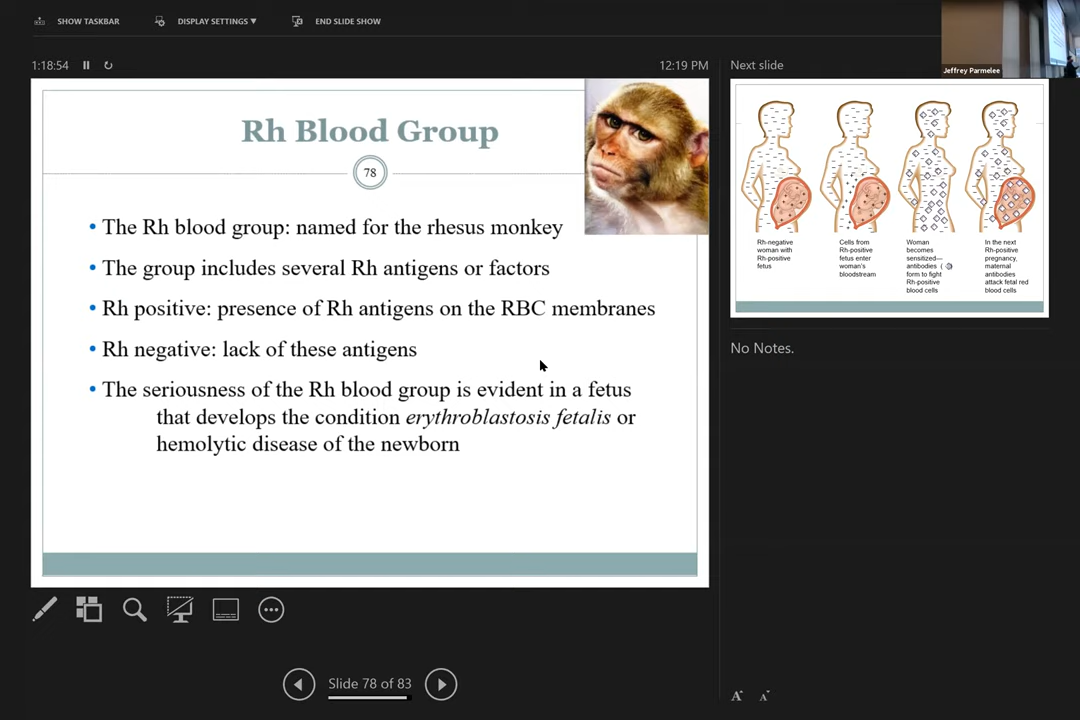 SHOW TASKBAR DISPLAY SETTINGS ▼ END SLIDE SHOW
Jeffrey Parmelee
1:18:54 12:19 PM Next slide
Rh Blood Group
78
• The Rh blood group: named for the rhesus monkey
• The group includes several Rh antigens or factors
• Rh positive: presence of Rh antigens on the RBC membranes
• Rh negative: lack of these antigens
• The seriousness of the Rh blood group is evident in a fetus
that develops the condition erythroblastosis fetalis or
hemolytic disease of the newborn
Rh-negative
woman with
Rh-positive
fetus
Cells from
Rh-positive
fetus enter
woman's
bloodstream
Woman
becomes
sensitized—
antibodies ( )
form to fight
Rh-positive
blood cells
In the next
Rh-positive
pregnancy,
maternal
antibodies
attack fetal red
blood cells
No Notes.
Slide 78 of 83
A A